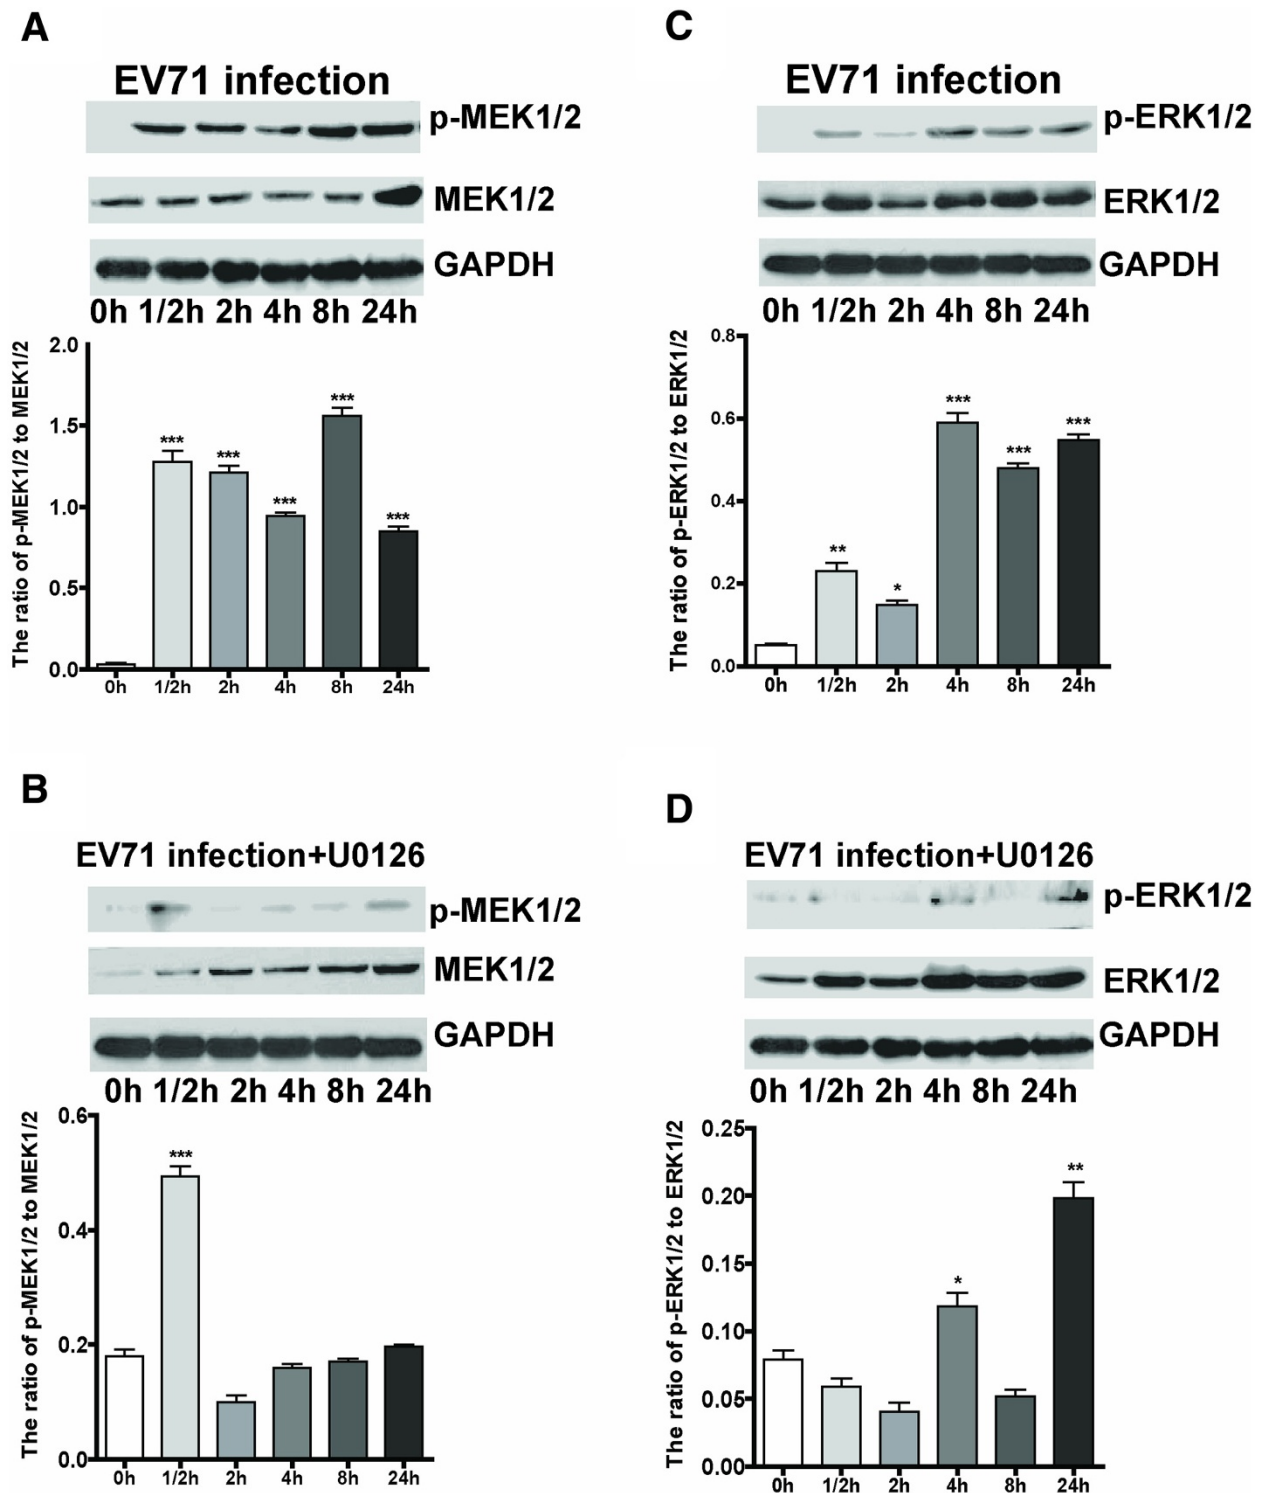 A
EV71 infection
p-MEK1/2
MEK1/2
GAPDH
0h 1/2h 2h 4h 8h 24h
The ratio of p-MEK1/2 to MEK1/2
2.0
1.5
1.0
0.5
0.0
***
***
***
***
***
0h 1/2h 2h 4h 8h 24h
C
EV71 infection
p-ERK1/2
ERK1/2
GAPDH
0h 1/2h 2h 4h 8h 24h
The ratio of p-ERK1/2 to ERK1/2
0.8
0.6
0.4
0.2
0.0
**
*
***
***
***
0h 1/2h 2h 4h 8h 24h
B
EV71 infection+U0126
p-MEK1/2
MEK1/2
GAPDH
0h 1/2h 2h 4h 8h 24h
The ratio of p-MEK1/2 to MEK1/2
0.6
0.4
0.2
0.0
***
0h 1/2h 2h 4h 8h 24h
D
EV71 infection+U0126
p-ERK1/2
ERK1/2
GAPDH
0h 1/2h 2h 4h 8h 24h
The ratio of p-ERK1/2 to ERK1/2
0.25
0.20
0.15
0.10
0.05
0.00
*
**
0h 1/2h 2h 4h 8h 24h